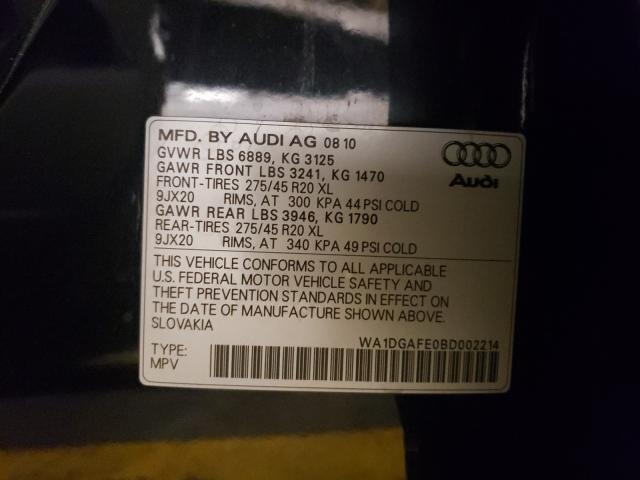 MFD. BY AUDI AG 08 10
GVWR LBS 6889, KG 3125
GAWR FRONT LBS 3241, KG 1470
FRONT-TIRES 275/45 R20 XL
9JX20 RIMS, AT 300 KPA 44 PSI COLD
GAWR REAR LBS 3946, KG 1790
REAR-TIRES 275/45 R20 XL
9JX20 RIMS, AT 340 KPA 49 PSI COLD
Audi
THIS VEHICLE CONFORMS TO ALL APPLICABLE
U.S. FEDERAL MOTOR VEHICLE SAFETY AND
THEFT PREVENTION STANDARDS IN EFFECT ON
THE DATE OF MANUFACTURE SHOWN ABOVE.
SLOVAKIA
WA1DGAFE0BD002214
TYPE:
MPV